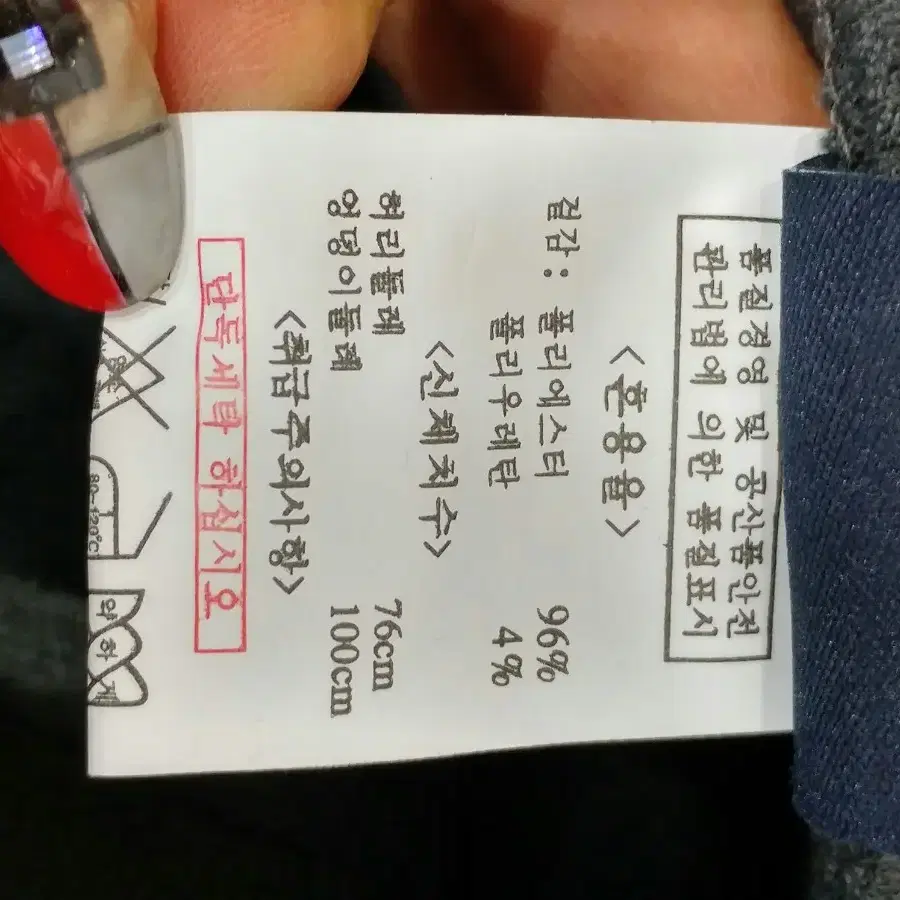 품질경영 및 공산품안전
관리법에 의한 품질표시
<혼용율>
겉감: 폴리에스터 96%
폴리우레탄 4%
<신체치수>
허리둘레 76cm
엉덩이둘레 100cm
<취급주의사항>
단독세탁 하십시오
80~120℃
약하게